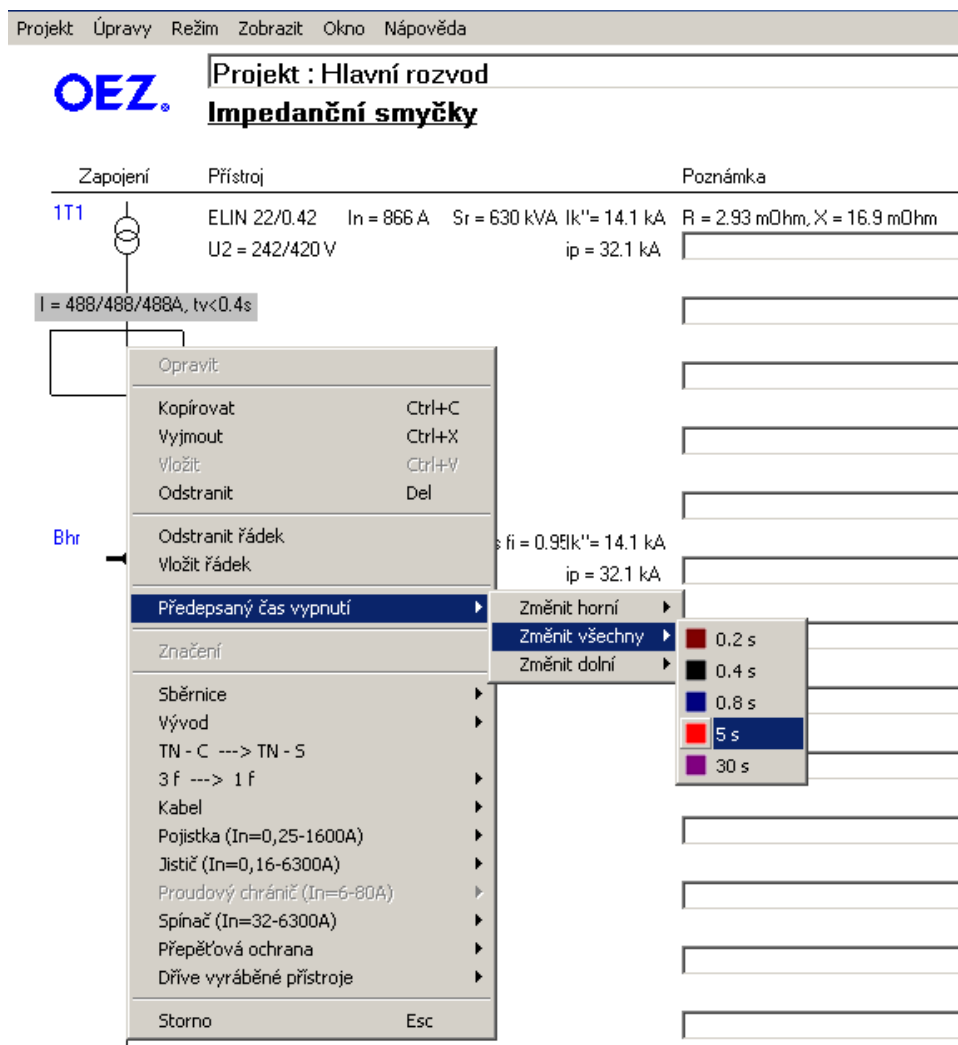 Projekt Úpravy Režim Zobrazit Okno Nápověda
OEZ®
Projekt : Hlavní rozvod
Impedanční smyčky
Zapojení Přístroj Poznámka
1T1 ELIN 22/0.42 In = 866 A Sr = 630 kVA Ik"= 14.1 kA R = 2.93 mOhm, X = 16.9 mOhm
U2 = 242/420 V ip = 32.1 kA
I = 488/488/488A, tv<0.4s
Opravit
Kopírovat Ctrl+C
Vyjmout Ctrl+X
Vložit Ctrl+V
Odstranit Del
Bhr
Odstranit řádek
s fi = 0.95Ik"= 14.1 kA
Vložit řádek
ip = 32.1 kA
Předepsaný čas vypnutí
Změnit horní
Změnit všechny
Změnit dolní
0.2 s
0.4 s
0.8 s
5 s
30 s
Značení
Sběrnice
Vývod
TN - C ---> TN - S
3 f ---> 1 f
Kabel
Pojistka (In=0,25-1600A)
Jistič (In=0,16-6300A)
Proudový chránič (In=6-80A)
Spínač (In=32-6300A)
Přepěťová ochrana
Dříve vyráběné přístroje
Storno Esc